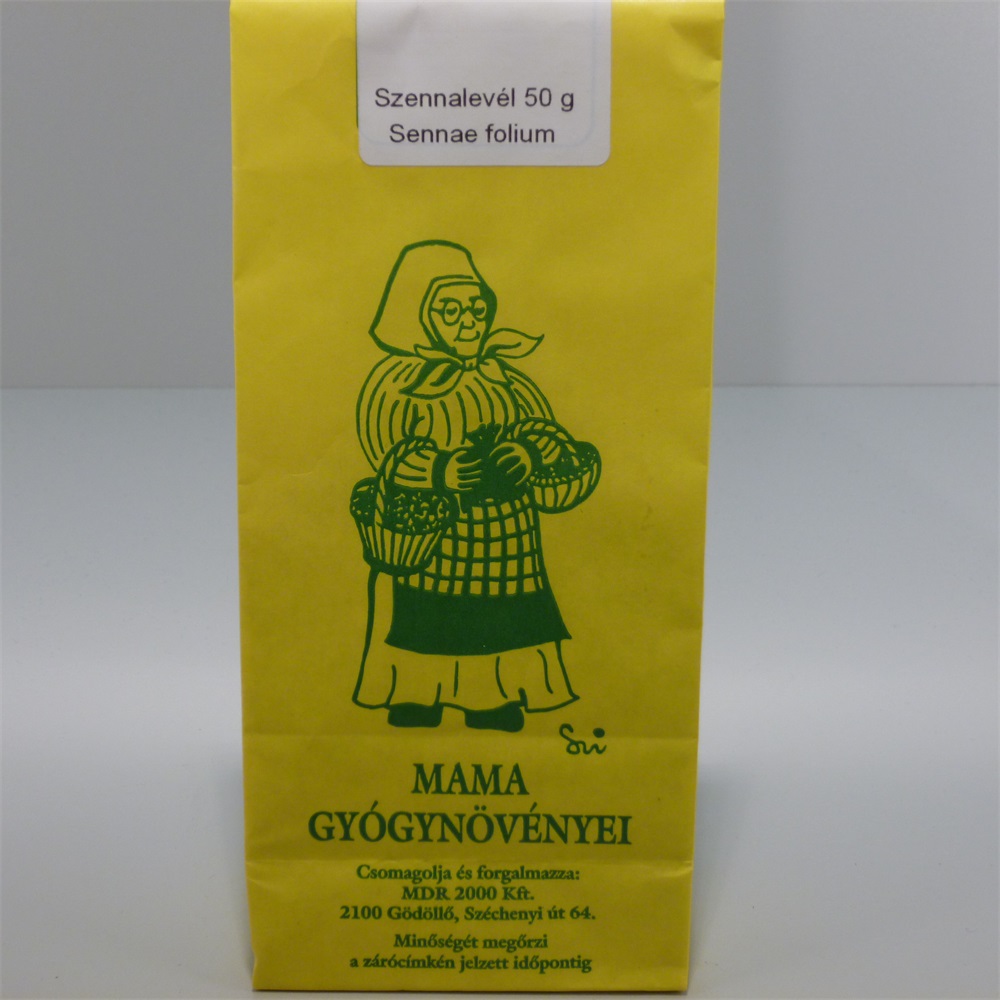 Szennalevél 50 g
Sennae folium
MAMA
GYÓGYNÖVÉNYEI
Csomagolja és forgalmazza:
MDR 2000 Kft.
2100 Gödöllő, Széchenyi út 64.
Minőségét megőrzi
a zárócímkén jelzett időpontig